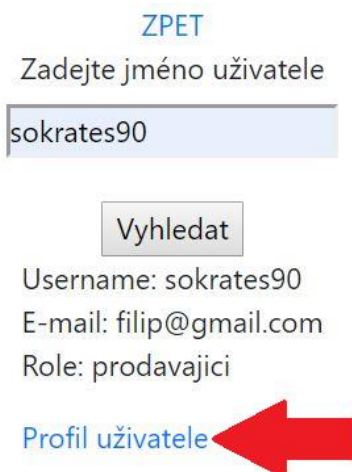 ZPET
Zadejte jméno uživatele
sokrates90
Vyhledat
Username: sokrates90
E-mail: filip@gmail.com
Role: prodavajici
Profil uživatele